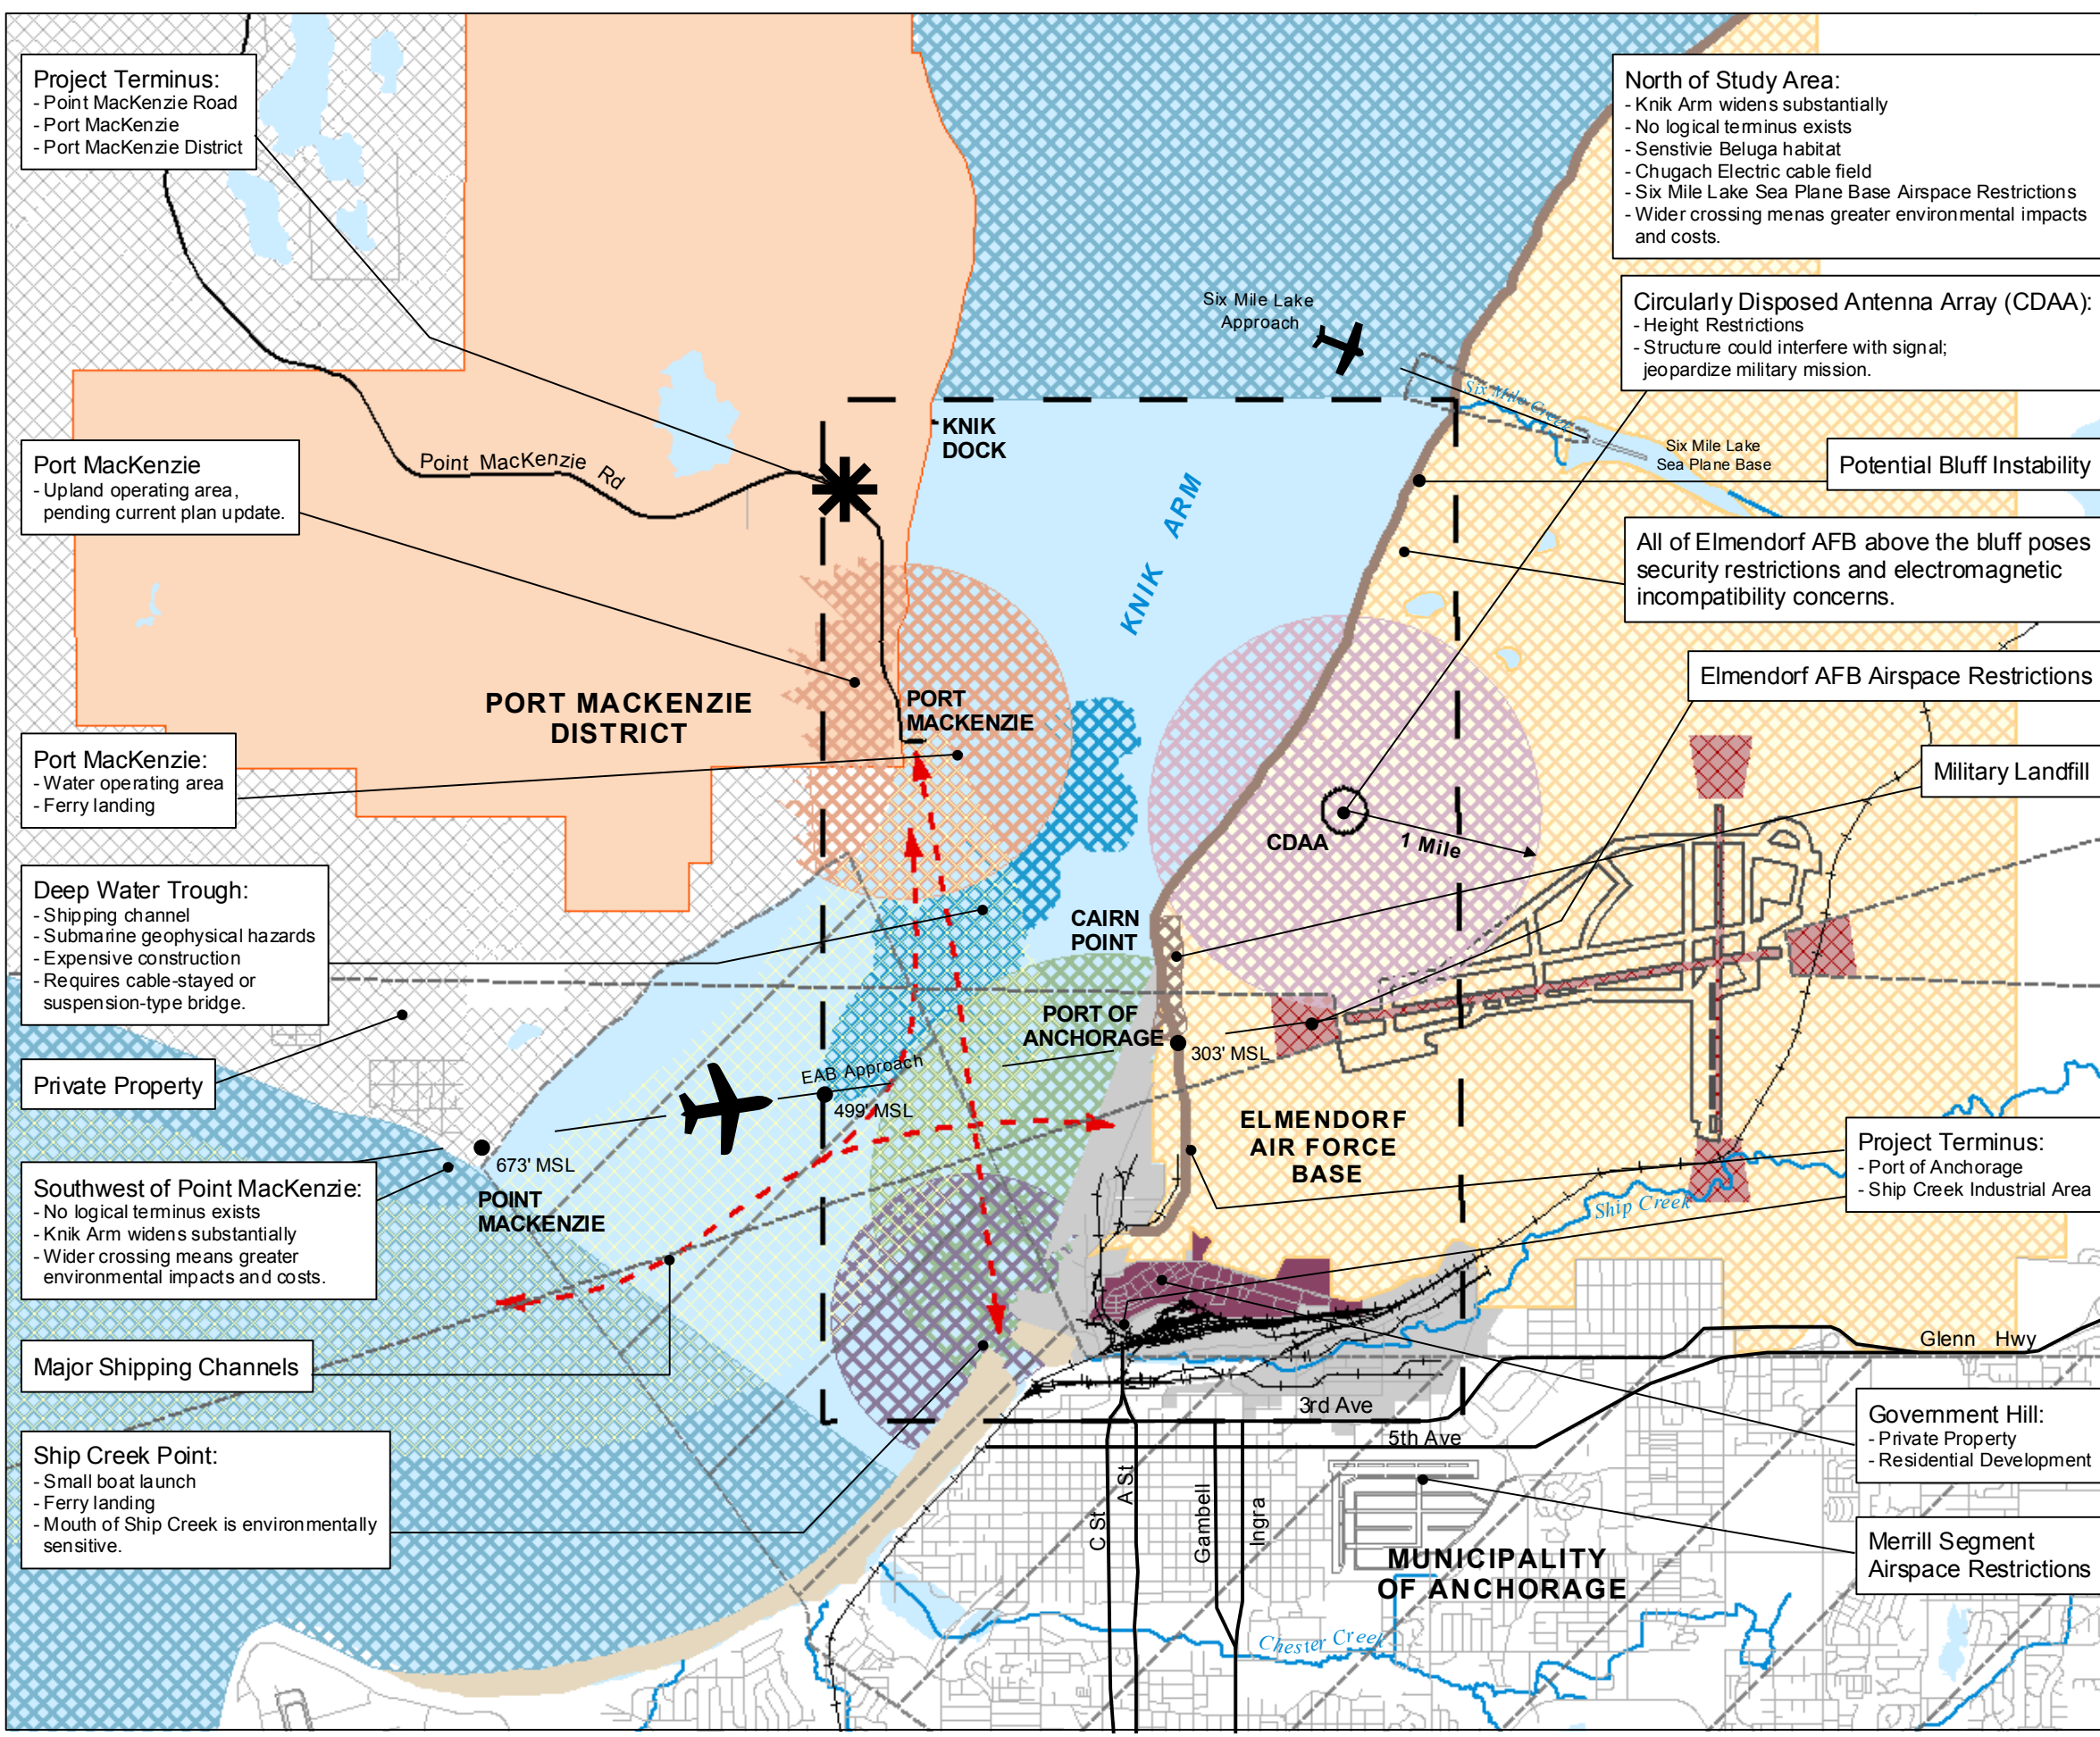 Project Terminus:
- Point MacKenzie Road
- Port MacKenzie
- Port MacKenzie District
North of Study Area:
- Knik Arm widens substantially
- No logical terminus exists
- Senstivie Beluga habitat
- Chugach Electric cable field
- Six Mile Lake Sea Plane Base Airspace Restrictions
- Wider crossing menas greater environmental impacts
and costs.
Six Mile Lake
Approach
Circularly Disposed Antenna Array (CDAA):
- Height Restrictions
- Structure could interfere with signal;
jeopardize military mission.
Six Mile Creek
Six Mile Lake
Sea Plane Base
KNIK
DOCK
Port MacKenzie
- Upland operating area,
pending current plan update.
Point MacKenzie Rd
Potential Bluff Instability
KNIK ARM
All of Elmendorf AFB above the bluff poses
security restrictions and electromagnetic
incompatibility concerns.
Elmendorf AFB Airspace Restrictions
PORT MACKENZIE
DISTRICT
PORT
MACKENZIE
Port MacKenzie:
- Water operating area
- Ferry landing
Military Landfill
CDAA
1 Mile
Deep Water Trough:
- Shipping channel
- Submarine geophysical hazards
- Expensive construction
- Requires cable-stayed or
suspension-type bridge.
CAIRN
POINT
PORT OF
ANCHORAGE
303' MSL
Private Property
EAB Approach
499' MSL
ELMENDORF
AIR FORCE
BASE
Project Terminus:
- Port of Anchorage
- Ship Creek Industrial Area
673' MSL
POINT
MACKENZIE
Southwest of Point MacKenzie:
- No logical terminus exists
- Knik Arm widens substantially
- Wider crossing means greater
environmental impacts and costs.
Ship Creek
Major Shipping Channels
Glenn Hwy
3rd Ave
5th Ave
Government Hill:
- Private Property
- Residential Development
Ship Creek Point:
- Small boat launch
- Ferry landing
- Mouth of Ship Creek is environmentally
sensitive.
C St
A St
Gambell
Ingra
MUNICIPALITY
OF ANCHORAGE
Merrill Segment
Airspace Restrictions
Chester Creek